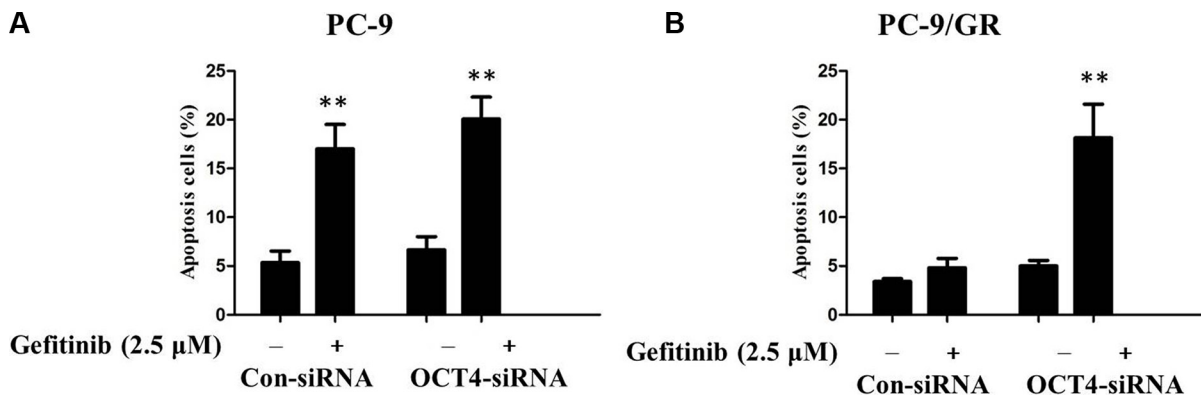 A
PC-9
Apoptosis cells (%)
25
20
15
10
5
0
**
**
Gefitinib (2.5 µM)
– + – +
Con-siRNA OCT4-siRNA
B
PC-9/GR
Apoptosis cells (%)
25
20
15
10
5
0
**
Gefitinib (2.5 µM)
– + – +
Con-siRNA OCT4-siRNA